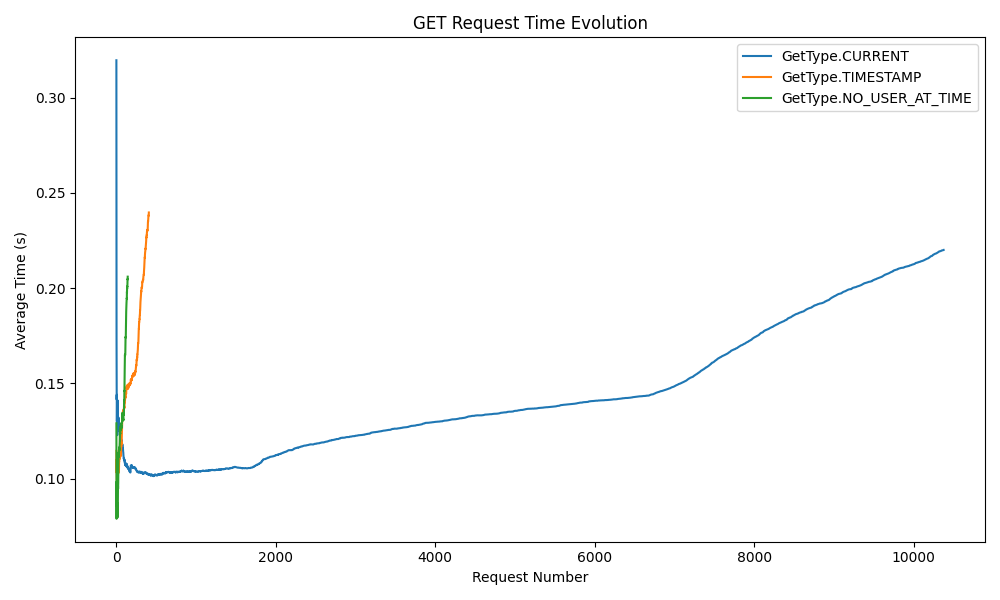 GET Request Time Evolution
GetType.CURRENT
GetType.TIMESTAMP
GetType.NO_USER_AT_TIME
Average Time (s)
0.30
0.25
0.20
0.15
0.10
0 2000 4000 6000 8000 10000
Request Number